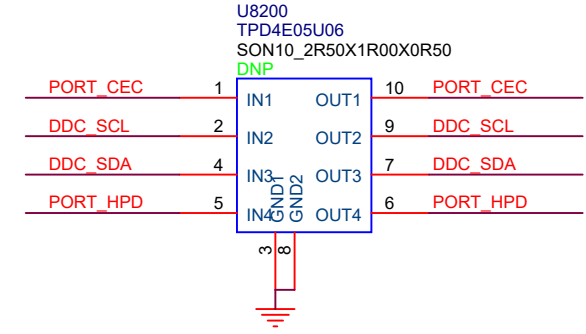 U8200
TPD4E05U06
SON10_2R50X1R00X0R50
DNP
PORT_CEC 1 IN1 OUT1 10 PORT_CEC
DDC_SCL 2 IN2 OUT2 9 DDC_SCL
DDC_SDA 4 IN3 OUT3 7 DDC_SDA
PORT_HPD 5 IN4 OUT4 6 PORT_HPD
GND1
GND2
3
8